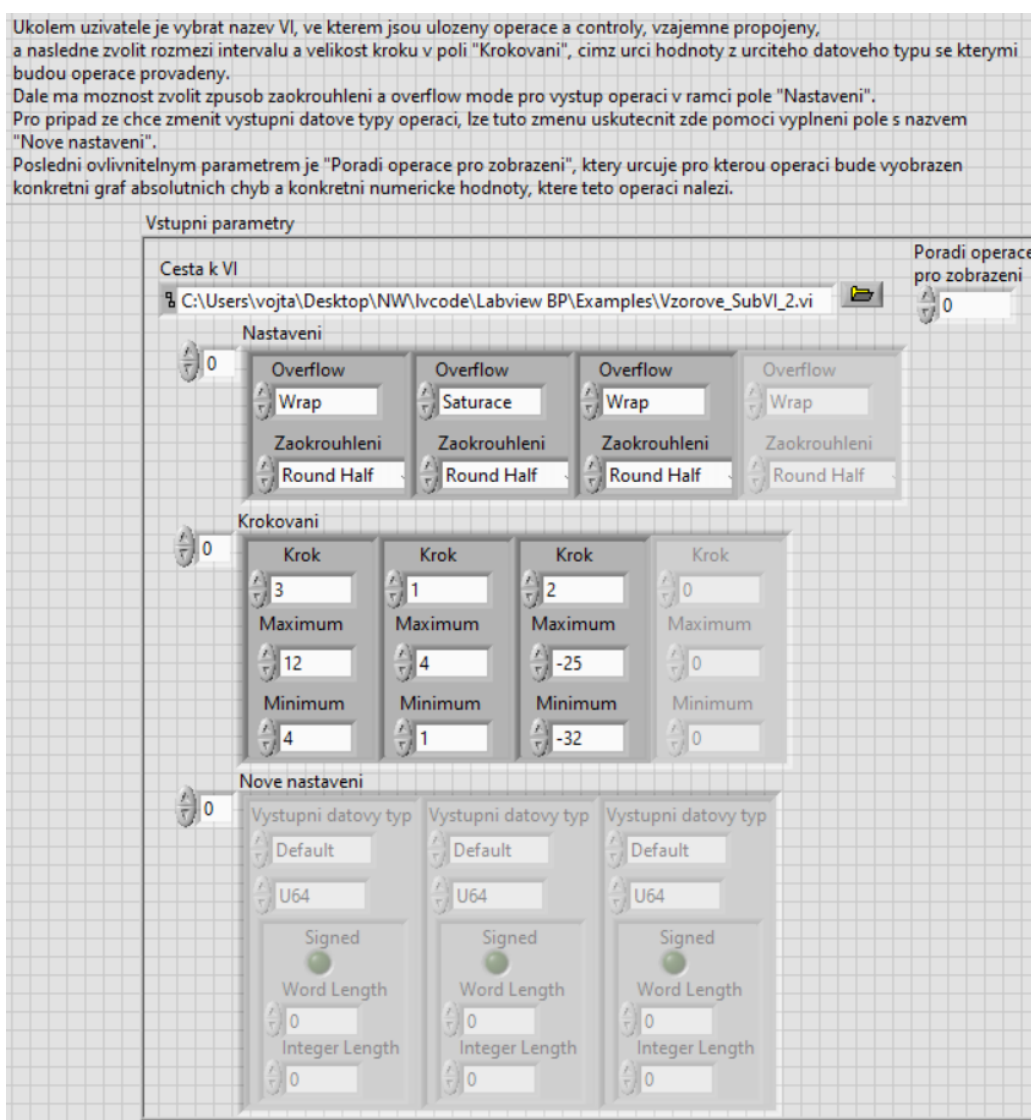 Ukolem uzivatele je vybrat nazev VI, ve kterem jsou ulozeny operace a controly, vzajemne propojeny,
a nasledne zvolit rozmezi intervalu a velikost kroku v poli "Krokovani", cimz urci hodnoty z urciteho datoveho typu se kterymi
budou operace provadeny.
Dale ma moznost zvolit zpusob zaokrouhleni a overflow mode pro vystup operaci v ramci pole "Nastaveni".
Pro pripad ze chce zmenit vystupni datove typy operaci, lze tuto zmenu uskutecnit zde pomoci vyplneni pole s nazvem
"Nove nastaveni".
Posledni ovlivnitelnym parametrem je "Poradi operace pro zobrazeni", ktery urcuje pro kterou operaci bude vyobrazen
konkretni graf absolutnich chyb a konkretni numericke hodnoty, ktere teto operaci nalezi.
Vstupni parametry
Poradi operace
pro zobrazeni
0
Cesta k VI
C:\Users\vojta\Desktop\NW\lvcode\Labview BP\Examples\Vzorove_SubVI_2.vi
Nastaveni
0
Overflow Overflow Overflow Overflow
Wrap Saturace Wrap Wrap
Zaokrouhleni Zaokrouhleni Zaokrouhleni Zaokrouhleni
Round Half Round Half Round Half Round Half
Krokovani
0
Krok Krok Krok Krok
3 1 2 0
Maximum Maximum Maximum Maximum
12 4 -25 0
Minimum Minimum Minimum Minimum
4 1 -32 0
Nove nastaveni
0
Vystupni datovy typ Vystupni datovy typ Vystupni datovy typ
Default Default Default
U64 U64 U64
Signed Signed Signed
Word Length Word Length Word Length
0 0 0
Integer Length Integer Length Integer Length
0 0 0